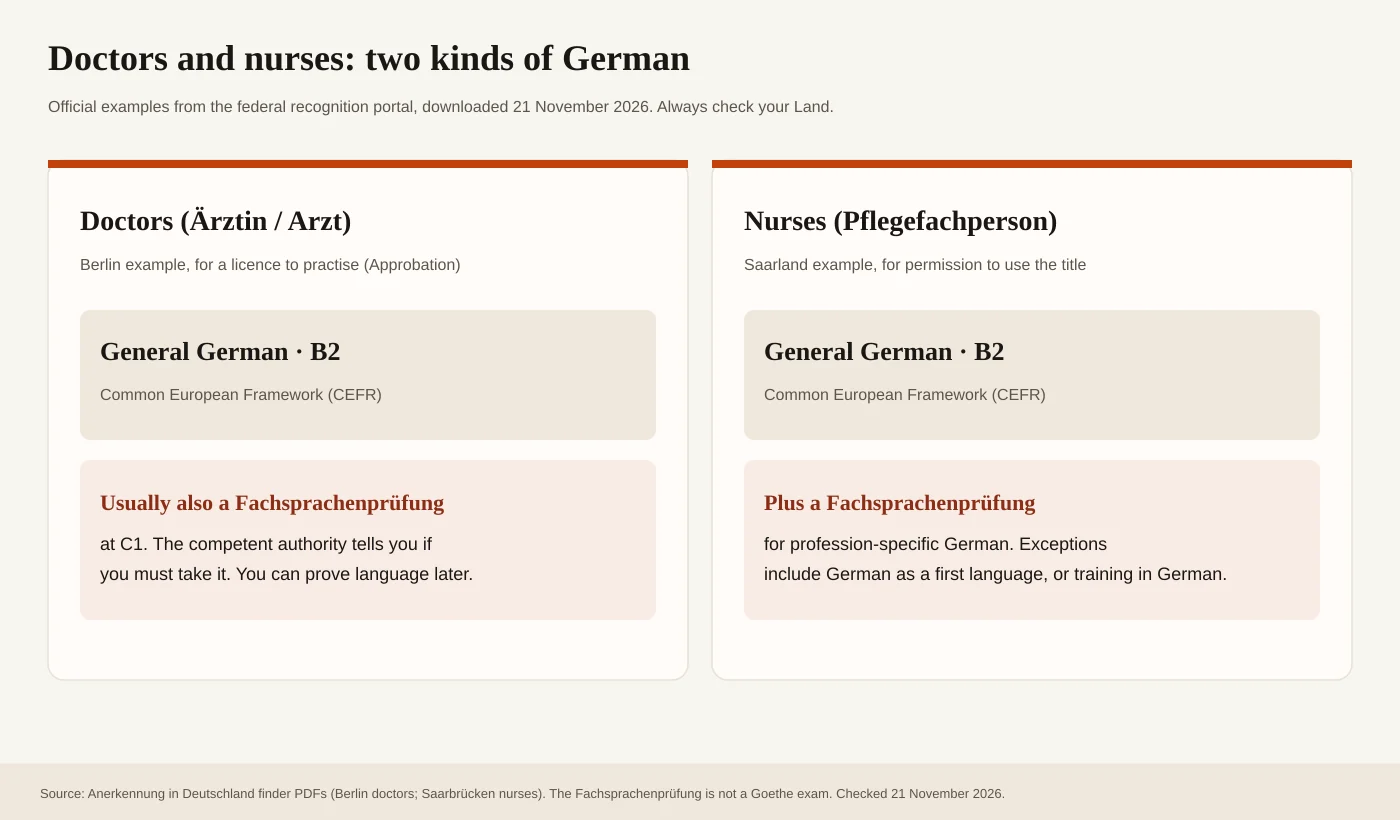 Doctors and nurses: two kinds of German
Official examples from the federal recognition portal, downloaded 21 November 2026. Always check your Land.
Doctors (Ärztin / Arzt)
Berlin example, for a licence to practise (Approbation)
General German · B2
Common European Framework (CEFR)
Usually also a Fachsprachenprüfung
at C1. The competent authority tells you if
you must take it. You can prove language later.
Nurses (Pflegefachperson)
Saarland example, for permission to use the title
General German · B2
Common European Framework (CEFR)
Plus a Fachsprachenprüfung
for profession-specific German. Exceptions
include German as a first language, or training in German.
Source: Anerkennung in Deutschland finder PDFs (Berlin doctors; Saarbrücken nurses). The Fachsprachenprüfung is not a Goethe exam. Checked 21 November 2026.